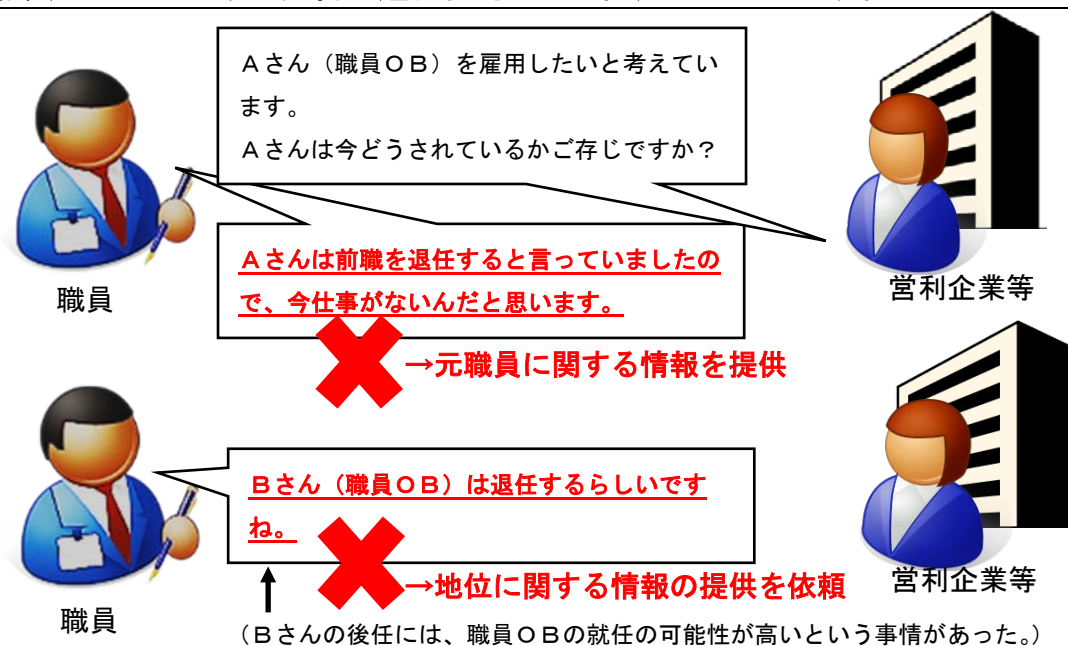 Aさん（職員OB）を雇用したいと考えてい
ます。
Aさんは今どうされているかご存じですか？
Aさんは前職を退任すると言っていましたの
で、今仕事がないんだと思います。
職員
営利企業等
→元職員に関する情報を提供
Bさん（職員OB）は退任するらしいです
ね。
→地位に関する情報の提供を依頼
職員
営利企業等
（Bさんの後任には、職員OBの就任の可能性が高いという事情があった。）